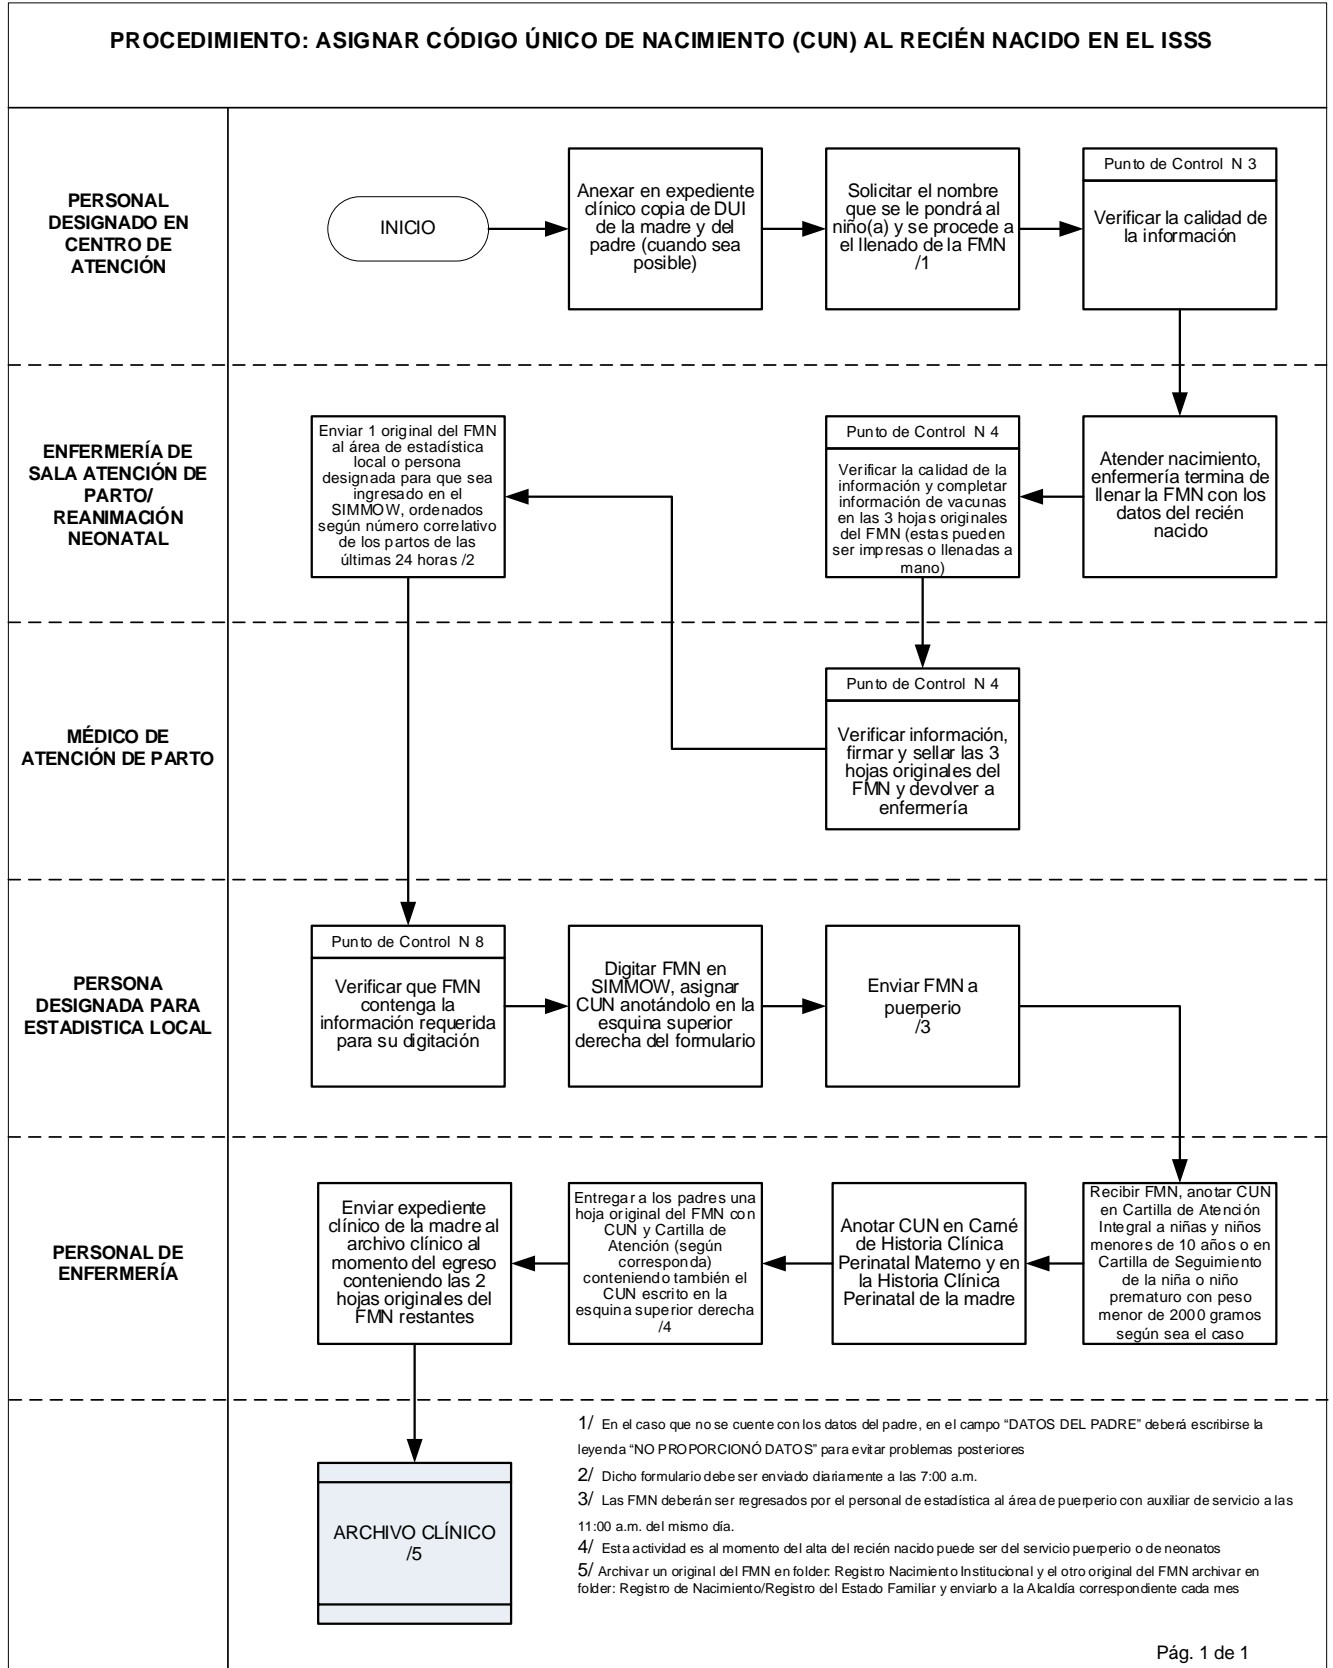 PROCEDIMIENTO: ASIGNAR CÓDIGO ÚNICO DE NACIMIENTO (CUN) AL RECIÉN NACIDO EN EL ISSS
PERSONAL
DESIGNADO EN
CENTRO DE
ATENCIÓN
INICIO
Anexar en expediente
clínico copia de DUI
de la madre y del
padre (cuando sea
posible)
Solicitar el nombre
que se le pondrá al
niño(a) y se procede a
el llenado de la FMN
/1
Punto de Control N 3
Verificar la calidad de
la información
ENFERMERÍA DE
SALA ATENCIÓN DE
PARTO/
REANIMACIÓN
NEONATAL
Enviar 1 original del FMN
al área de estadística
local o persona
designada para que sea
ingresado en el
SIMMOW, ordenados
según número correlativo
de los partos de las
últimas 24 horas /2
Punto de Control N 4
Verificar la calidad de la
información y completar
información de vacunas
en las 3 hojas originales
del FMN (estas pueden
ser impresas o llenadas a
mano)
Atender nacimiento,
enfermería termina de
llenar la FMN con los
datos del recién
nacido
MÉDICO DE
ATENCIÓN DE PARTO
Punto de Control N 4
Verificar información,
firmar y sellar las 3
hojas originales del
FMN y devolver a
enfermería
PERSONA
DESIGNADA PARA
ESTADISTICA LOCAL
Punto de Control N 8
Verificar que FMN
contenga la
información requerida
para su digitación
Digitar FMN en
SIMMOW, asignar
CUN anotándolo en la
esquina superior
derecha del formulario
Enviar FMN a
puerperio
/3
PERSONAL DE
ENFERMERÍA
Enviar expediente
clínico de la madre al
archivo clínico al
momento del egreso
conteniendo las 2
hojas originales del
FMN restantes
Entregar a los padres una
hoja original del FMN con
CUN y Cartilla de
Atención (según
corresponda)
conteniendo también el
CUN escrito en la
esquina superior derecha
/4
Anotar CUN en Carné
de Historia Clínica
Perinatal Materno y en
la Historia Clínica
Perinatal de la madre
Recibir FMN, anotar CUN
en Cartilla de Atención
Integral a niñas y niños
menores de 10 años o en
Cartilla de Seguimiento
de la niña o niño
prematuro con peso
menor de 2000 gramos
según sea el caso
ARCHIVO CLÍNICO
/5
1/ En el caso que no se cuente con los datos del padre, en el campo “DATOS DEL PADRE” deberá escribirse la
leyenda “NO PROPORCIONÓ DATOS” para evitar problemas posteriores
2/ Dicho formulario debe ser enviado diariamente a las 7:00 a.m.
3/ Las FMN deberán ser regresados por el personal de estadística al área de puerperio con auxiliar de servicio a las
11:00 a.m. del mismo día.
4/ Esta actividad es al momento del alta del recién nacido puede ser del servicio puerperio o de neonatos
5/ Archivar un original del FMN en folder: Registro Nacimiento Institucional y el otro original del FMN archivar en
folder: Registro de Nacimiento/Registro del Estado Familiar y enviarlo a la Alcaldía correspondiente cada mes
Pág. 1 de 1